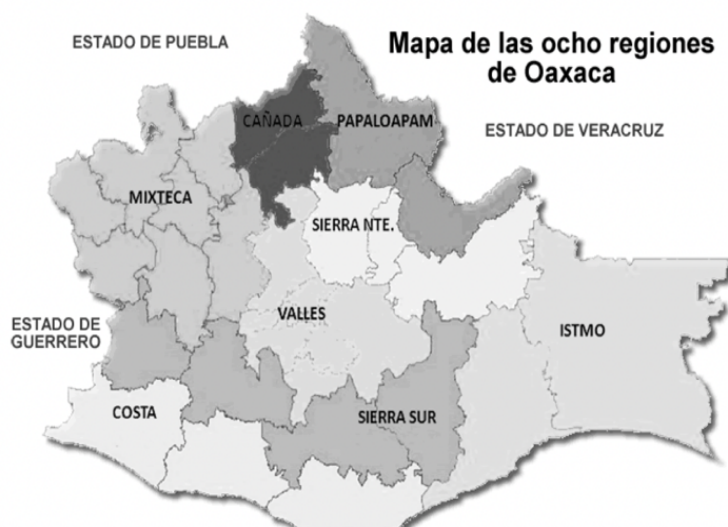 Mapa de las ocho regiones
de Oaxaca
ESTADO DE PUEBLA
CAÑADA
PAPALOAPAM
ESTADO DE VERACRUZ
MIXTECA
SIERRA NTE.
VALLES
ESTADO DE
GUERRERO
ISTMO
COSTA
SIERRA SUR